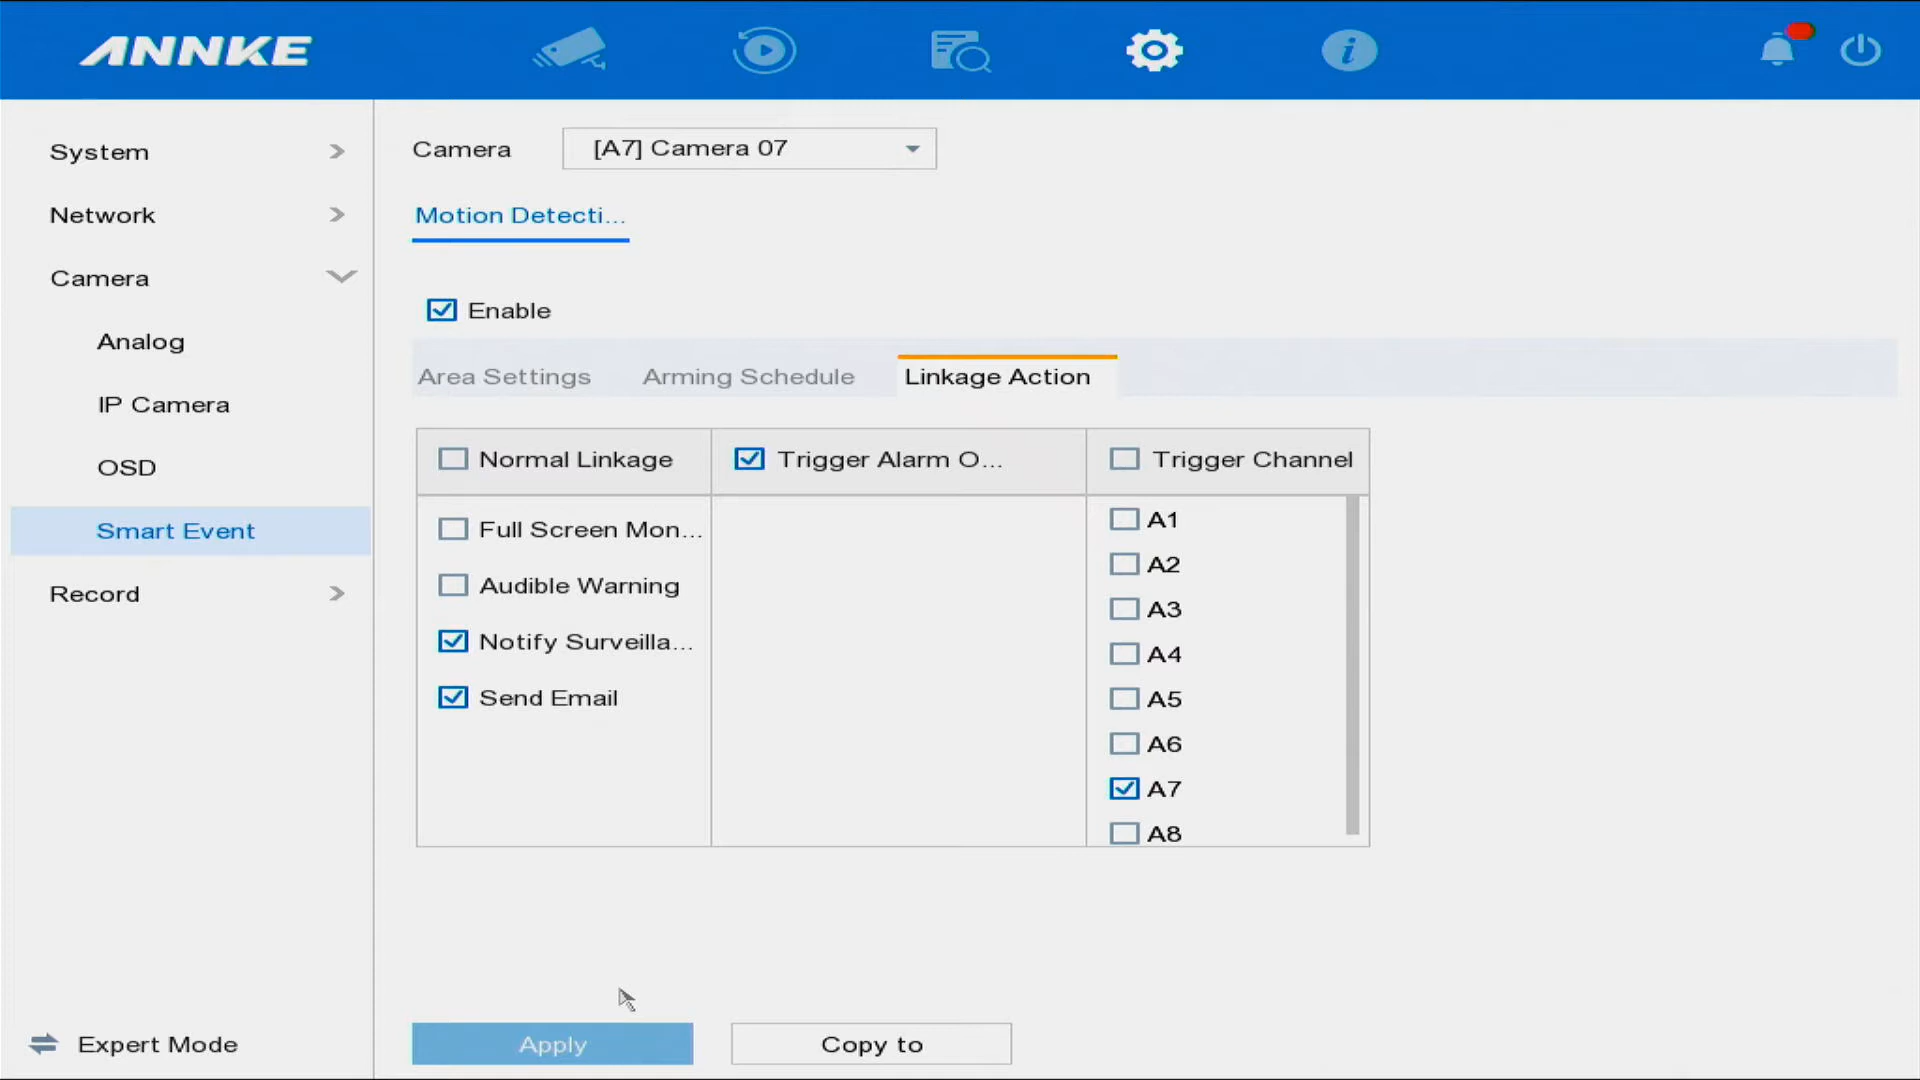 ANNKE
System
Network
Camera
Analog
IP Camera
OSD
Smart Event
Record
Expert Mode
Camera [A7] Camera 07
Motion Detecti...
Enable
Area Settings Arming Schedule Linkage Action
Normal Linkage Trigger Alarm O... Trigger Channel
Full Screen Mon...
Audible Warning
Notify Surveilla...
Send Email
A1
A2
A3
A4
A5
A6
A7
A8
Apply Copy to